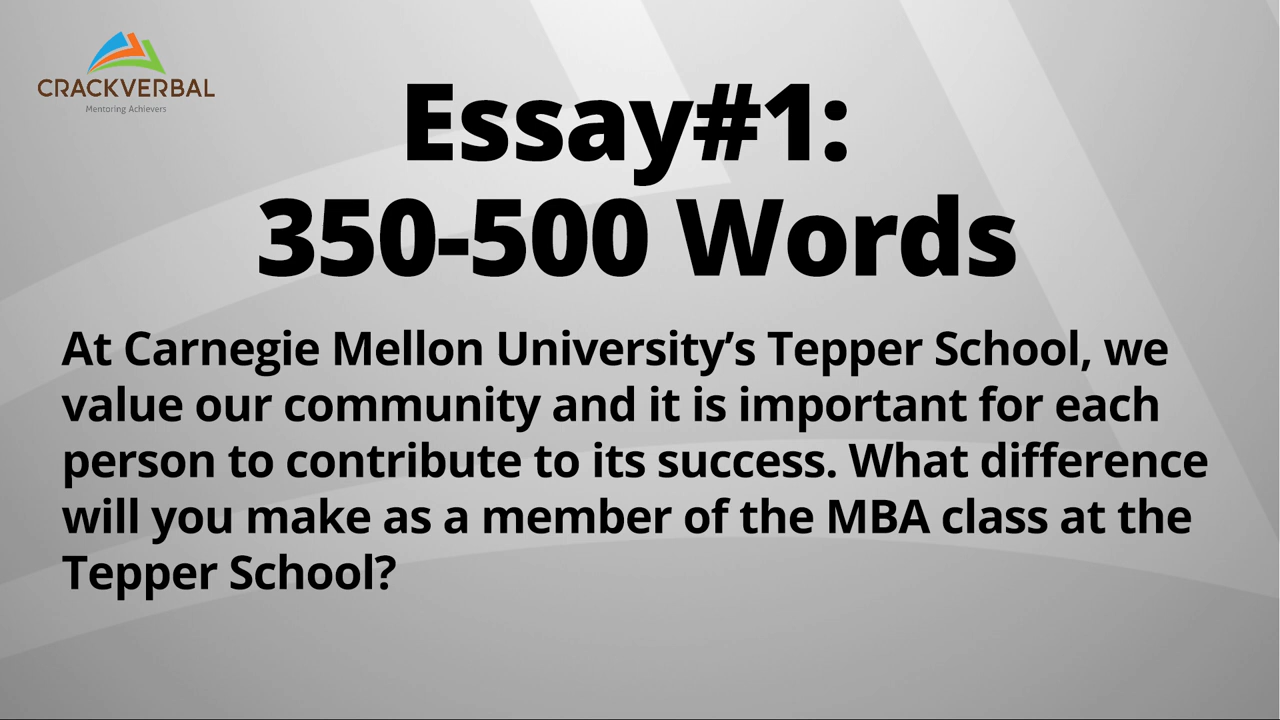 CRACKVERBAL
Mentoring Achievers
Essay#1:
350-500 Words
At Carnegie Mellon University’s Tepper School, we
value our community and it is important for each
person to contribute to its success. What difference
will you make as a member of the MBA class at the
Tepper School?